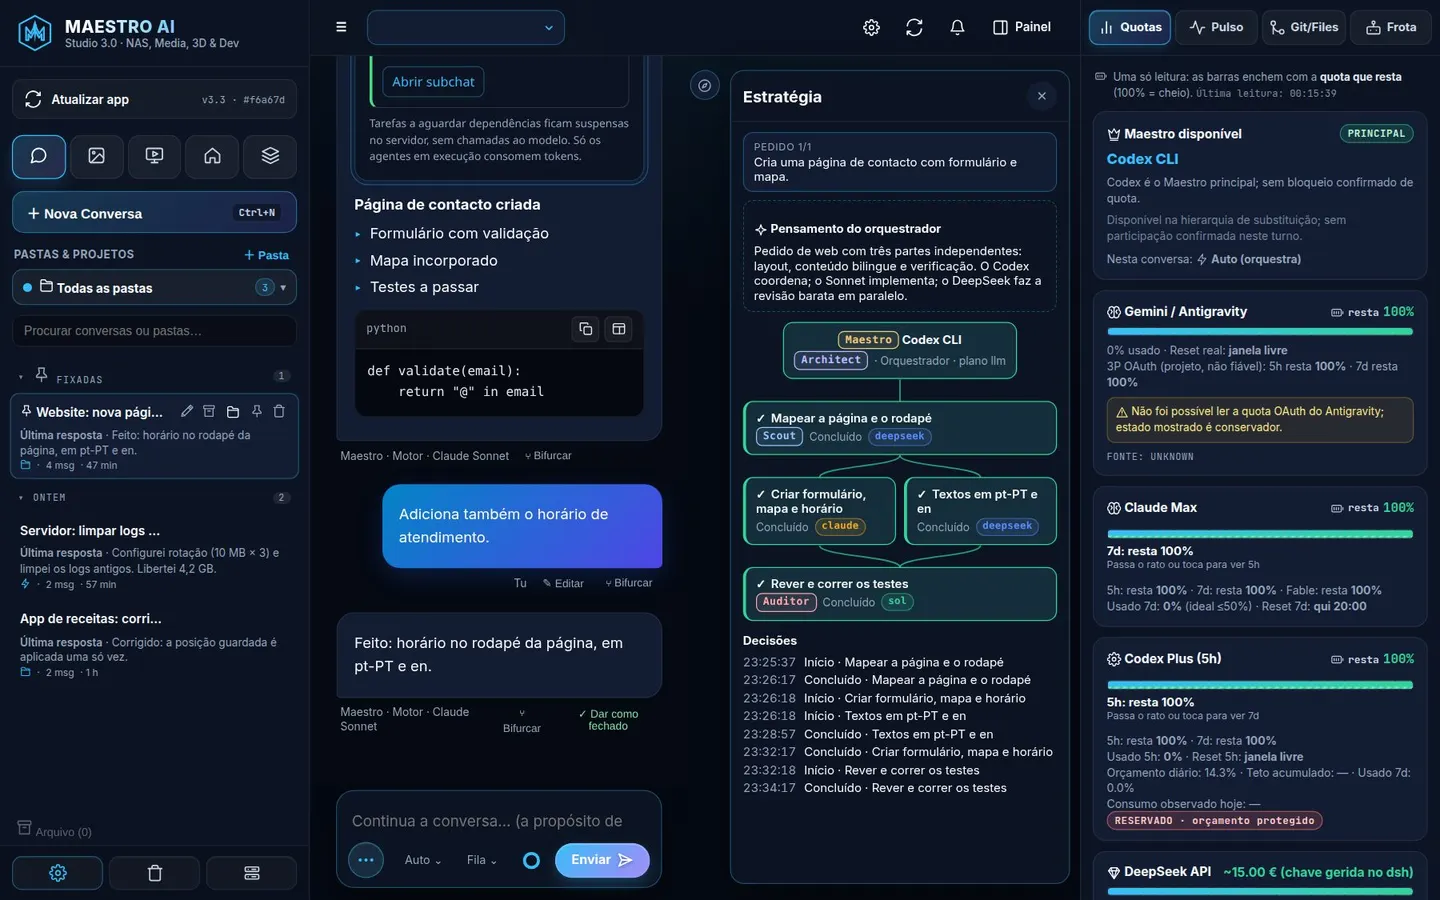 MAESTRO AI
Studio 3.0 · NAS, Media, 3D & Dev
Atualizar app
v3.3 · #f6a67d
+ Nova Conversa
Ctrl+N
PASTAS & PROJETOS
+ Pasta
Todas as pastas
3
Procurar conversas ou pastas…
FIXADAS
1
Website: nova pági…
Última resposta · Feito: horário no rodapé da
página, em pt-PT e en.
· 4 msg · 47 min
ONTEM
2
Servidor: limpar logs …
Última resposta · Configurei rotação (10 MB × 3) e
limpei os logs antigos. Libertei 4,2 GB.
· 2 msg · 57 min
App de receitas: corri…
Última resposta · Corrigido: a posição guardada é
aplicada uma só vez.
· 2 msg · 1 h
Arquivo (0)
Painel
Abrir subchat
Tarefas a aguardar dependências ficam suspensas
no servidor, sem chamadas ao modelo. Só os
agentes em execução consomem tokens.
Página de contacto criada
Formulário com validação
Mapa incorporado
Testes a passar
python
def validate(email):
return "@" in email
Maestro · Motor · Claude Sonnet
Bifurcar
Adiciona também o horário de
atendimento.
Tu
✎ Editar
Bifurcar
Feito: horário no rodapé da página, em
pt-PT e en.
Maestro · Motor · Claude
Sonnet
Bifurcar
✓ Dar como
fechado
Continua a conversa… (a propósito de
Auto
Fila
Enviar
Estratégia
×
PEDIDO 1/1
Cria uma página de contacto com formulário e
mapa.
Pensamento do orquestrador
Pedido de web com três partes independentes:
layout, conteúdo bilingue e verificação. O Codex
coordena; o Sonnet implementa; o DeepSeek faz a
revisão barata em paralelo.
Maestro Codex CLI
Architect · Orquestrador · plano llm
✓ Mapear a página e o rodapé
Scout Concluído deepseek
✓ Criar formulário,
mapa e horário
Concluído claude
✓ Textos em pt-PT e
en
Concluído deepseek
✓ Rever e correr os testes
Auditor Concluído sol
Decisões
23:25:37 Início · Mapear a página e o rodapé
23:26:17 Concluído · Mapear a página e o rodapé
23:26:18 Início · Criar formulário, mapa e horário
23:26:18 Início · Textos em pt-PT e en
23:28:57 Concluído · Textos em pt-PT e en
23:32:17 Concluído · Criar formulário, mapa e horário
23:32:18 Início · Rever e correr os testes
23:34:17 Concluído · Rever e correr os testes
Quotas
Pulso
Git/Files
Frota
Uma só leitura: as barras enchem com a quota que resta
(100% = cheio). Última leitura: 00:15:39
Maestro disponível
PRINCIPAL
Codex CLI
Codex é o Maestro principal; sem bloqueio confirmado de
quota.
Disponível na hierarquia de substituição; sem
participação confirmada neste turno.
Nesta conversa: Auto (orquestra)
Gemini / Antigravity
resta 100%
0% usado · Reset real: janela livre
3P OAuth (projeto, não fiável): 5h resta 100% · 7d resta
100%
⚠ Não foi possível ler a quota OAuth do Antigravity;
estado mostrado é conservador.
FONTE: UNKNOWN
Claude Max
resta 100%
7d: resta 100%
Passa o rato ou toca para ver 5h
5h: resta 100% · 7d: resta 100% · Fable: resta 100%
Usado 7d: 0% (ideal ≤50%) · Reset 7d: qui 20:00
Codex Plus (5h)
resta 100%
5h: resta 100%
Passa o rato ou toca para ver 7d
5h: resta 100% · 7d: resta 100%
Usado 5h: 0% · Reset 5h: janela livre
Orçamento diário: 14.3% · Teto acumulado: — · Usado 7d:
0.0%
Consumo observado hoje: —
RESERVADO · orçamento protegido
DeepSeek API
~15.00 € (chave gerida no dsh)